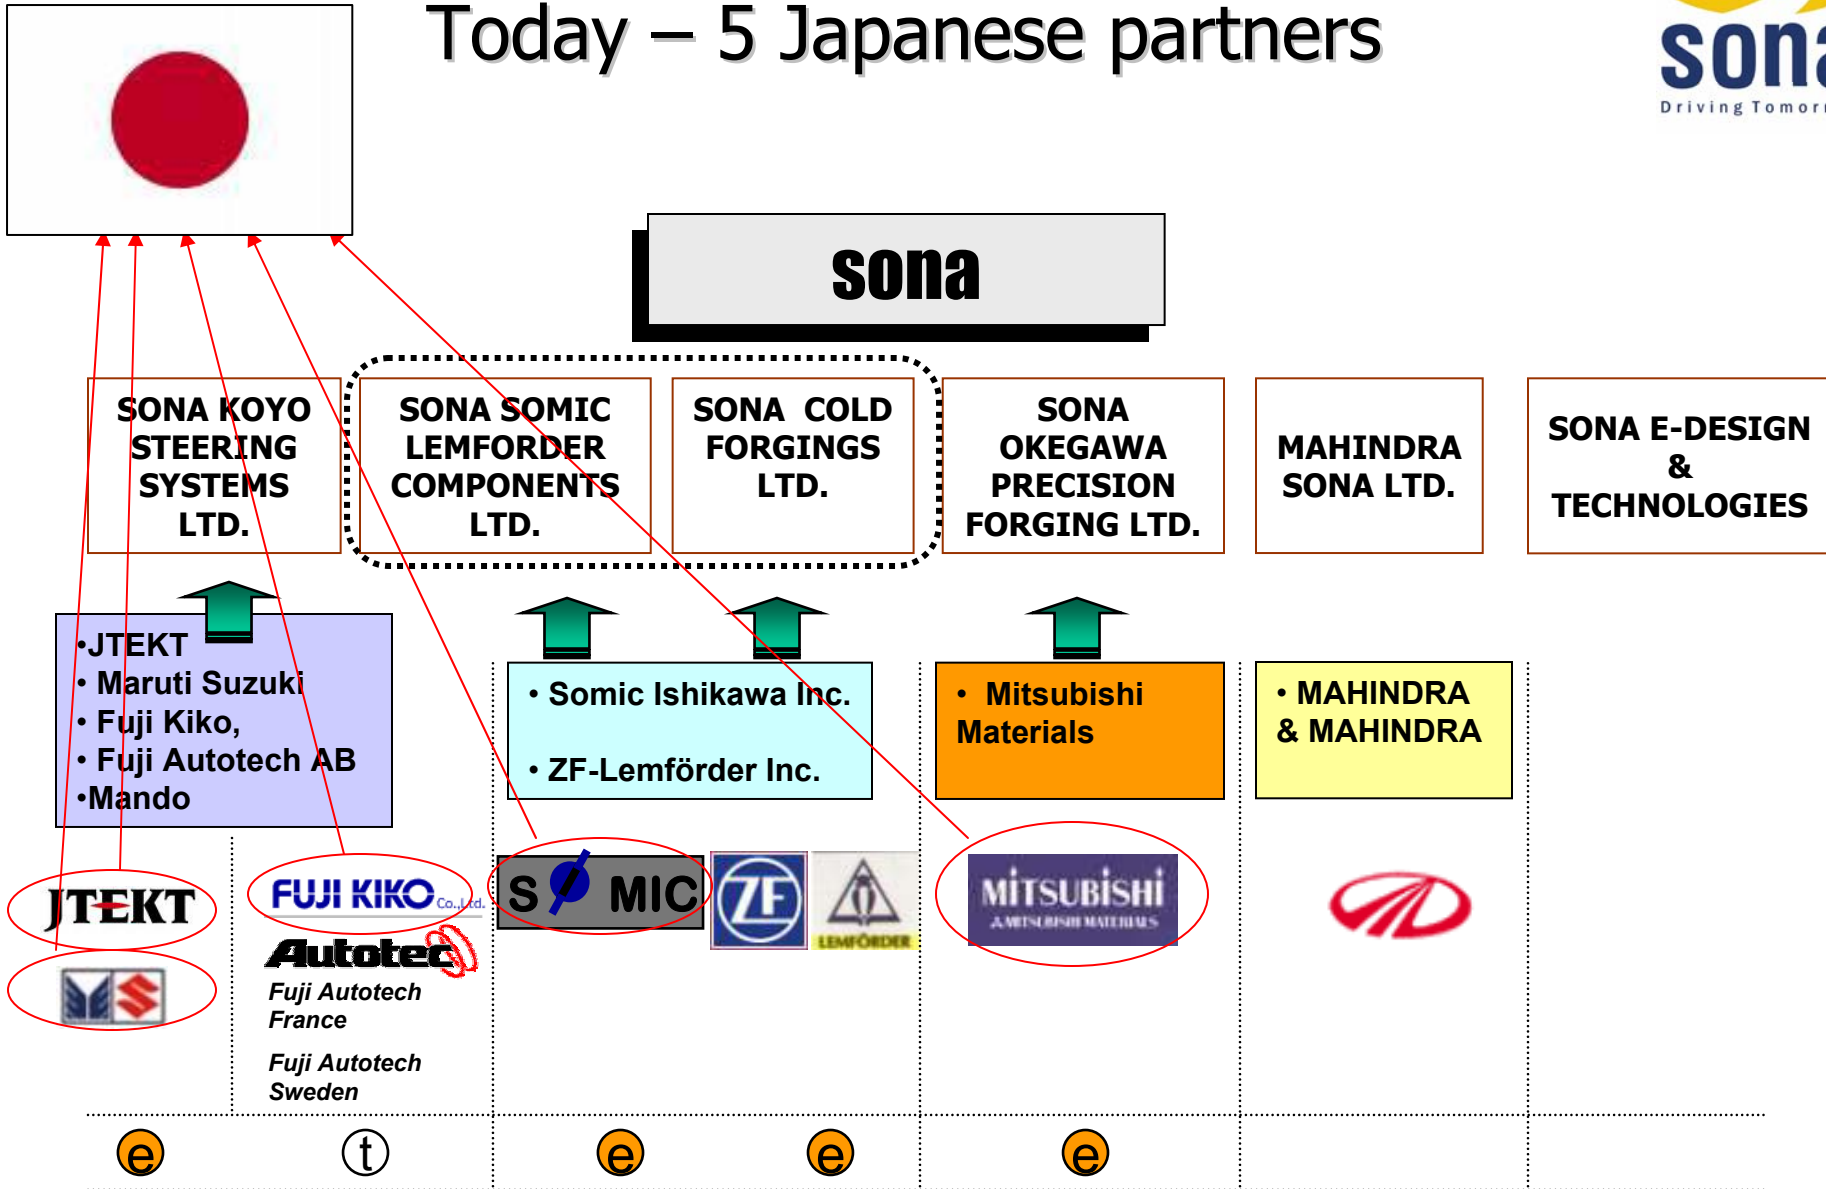 Today – 5 Japanese partners
sona
Driving Tomorr
sona
SONA KOYO
STEERING
SYSTEMS
LTD.
SONA SOMIC
LEMFORDER
COMPONENTS
LTD.
SONA COLD
FORGINGS
LTD.
SONA
OKEGAWA
PRECISION
FORGING LTD.
MAHINDRA
SONA LTD.
SONA E-DESIGN
&
TECHNOLOGIES
•JTEKT
• Maruti Suzuki
• Fuji Kiko,
• Fuji Autotech AB
•Mando
• Somic Ishikawa Inc.
• ZF-Lemförder Inc.
• Mitsubishi
Materials
• MAHINDRA
& MAHINDRA
JTEKT
FUJI KIKO Co.,Ltd.
Autotec
Fuji Autotech
France
Fuji Autotech
Sweden
S MIC
ZF
LEMFÖRDER
MITSUBISHI
A MITSUBISHI MATERIALS
e
t
e
e
e